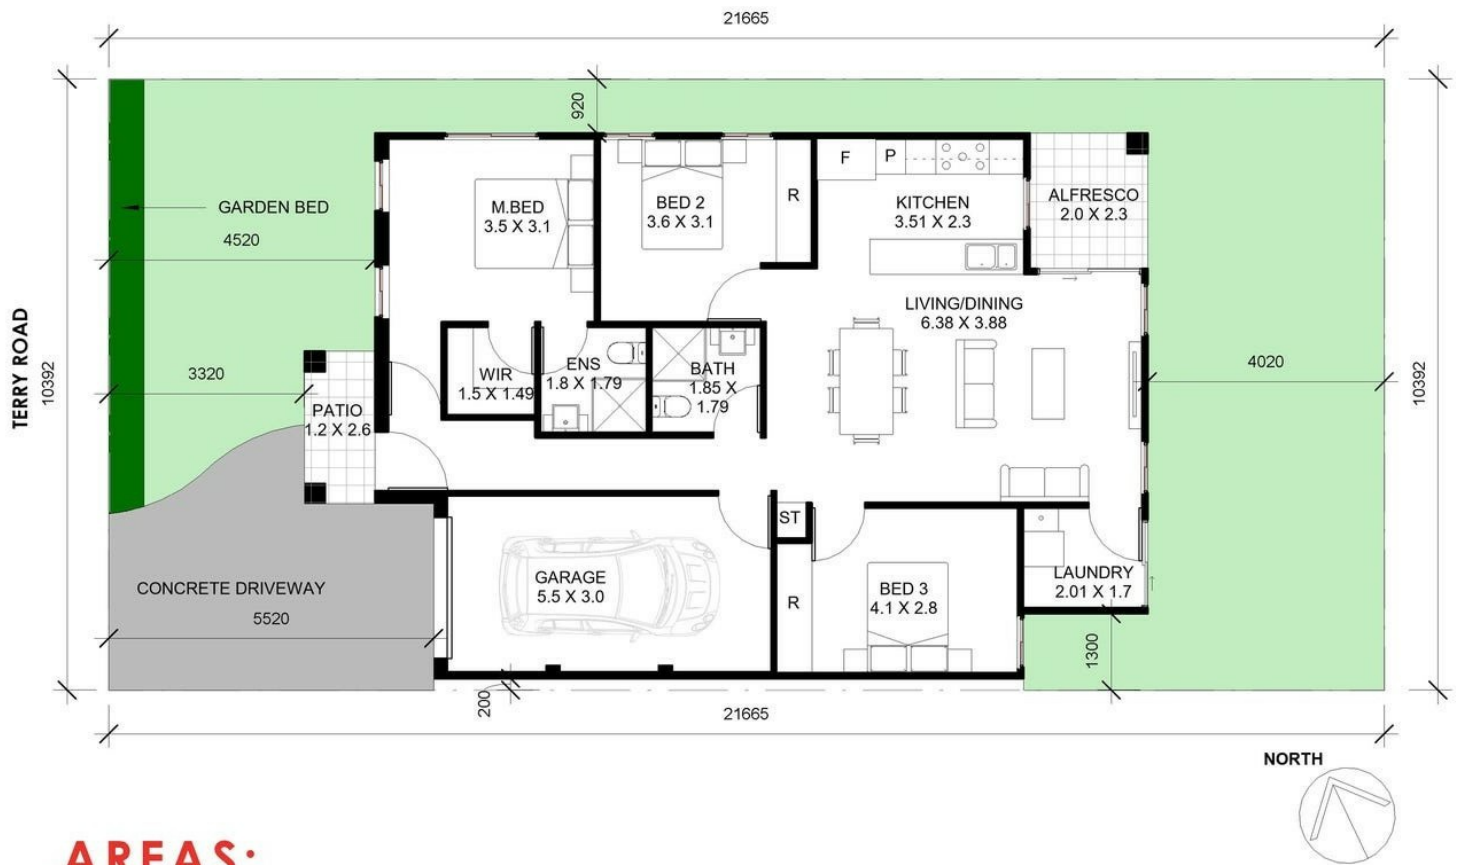 21665
920
GARDEN BED
4520
M.BED
3.5 X 3.1
BED 2
3.6 X 3.1
R
F
P
KITCHEN
3.51 X 2.3
ALFRESCO
2.0 X 2.3
LIVING/DINING
6.38 X 3.88
TERRY ROAD
10392
3320
PATIO
1.2 X 2.6
WIR
1.5 X 1.49
ENS
1.8 X 1.79
BATH
1.85 X
1.79
4020
10392
CONCRETE DRIVEWAY
5520
GARAGE
5.5 X 3.0
ST
R
BED 3
4.1 X 2.8
LAUNDRY
2.01 X 1.7
1300
200
21665
NORTH
AREAS: